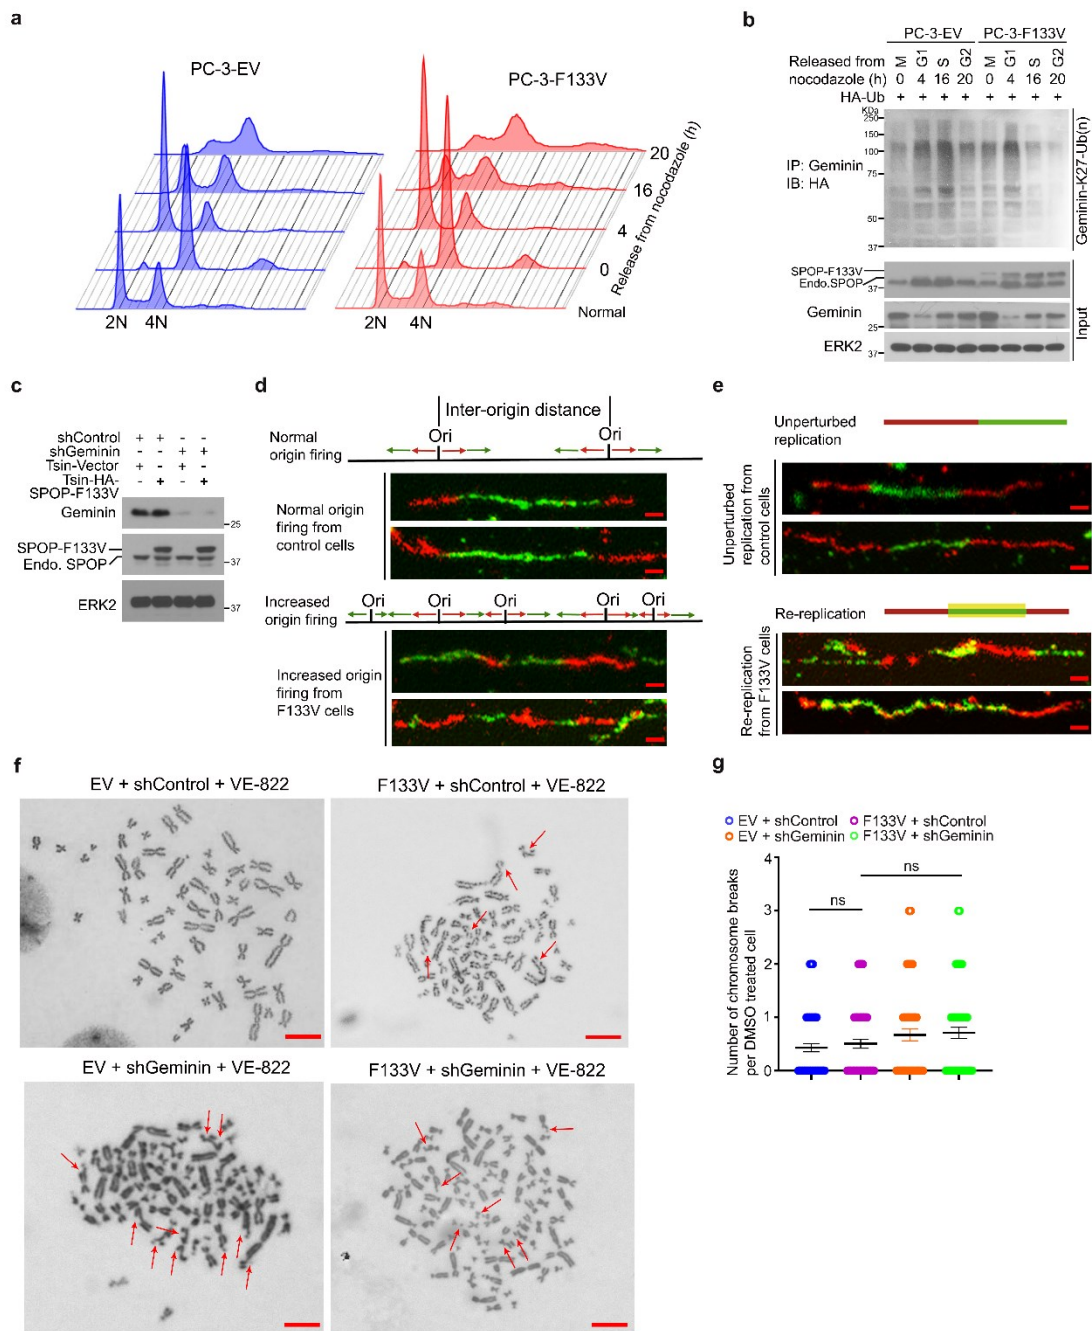 a
PC-3-EV
PC-3-F133V
20
16
4
0
Normal
Release from nocodazole (h)
2N
4N
2N
4N
b
PC-3-EV
PC-3-F133V
Released from
nocodazole (h)
M G1 S G2 M G1 S G2
0 4 16 20 0 4 16 20
HA-Ub + + + + + + + +
KDa
250
150
100
75
50
37
IP: Geminin
IB: HA
Geminin-K27-Ub(n)
SPOP-F133V
Endo.SPOP
37
Geminin
25
ERK2
37
Input
c
shControl + + - -
shGeminin - - + +
Tsin-Vector + - + -
Tsin-HA-
SPOP-F133V
- + - +
Geminin
25
SPOP-F133V
Endo. SPOP
37
ERK2
37
d
Inter-origin distance
Normal
origin firing
Ori
Ori
Normal origin
firing from
control cells
Increased
origin firing
Ori Ori Ori Ori Ori
Increased origin
firing from
F133V cells
e
Unperturbed
replication
Unperturbed
replication from
control cells
Re-replication
Re-replication
from F133V cells
f
EV + shControl + VE-822
F133V + shControl + VE-822
EV + shGeminin + VE-822
F133V + shGeminin + VE-822
g
EV + shControl
F133V + shControl
EV + shGeminin
F133V + shGeminin
Number of chromosome breaks
per DMSO treated cell
4
3
2
1
0
ns
ns